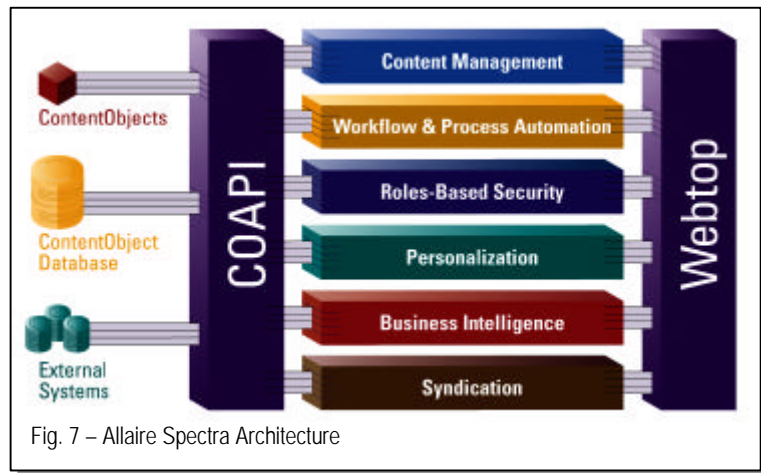 ContentObjects
ContentObject
Database
External
Systems
COAPI
Content Management
Workflow & Process Automation
Roles-Based Security
Personalization
Business Intelligence
Syndication
Webtop
Fig. 7 – Allaire Spectra Architecture